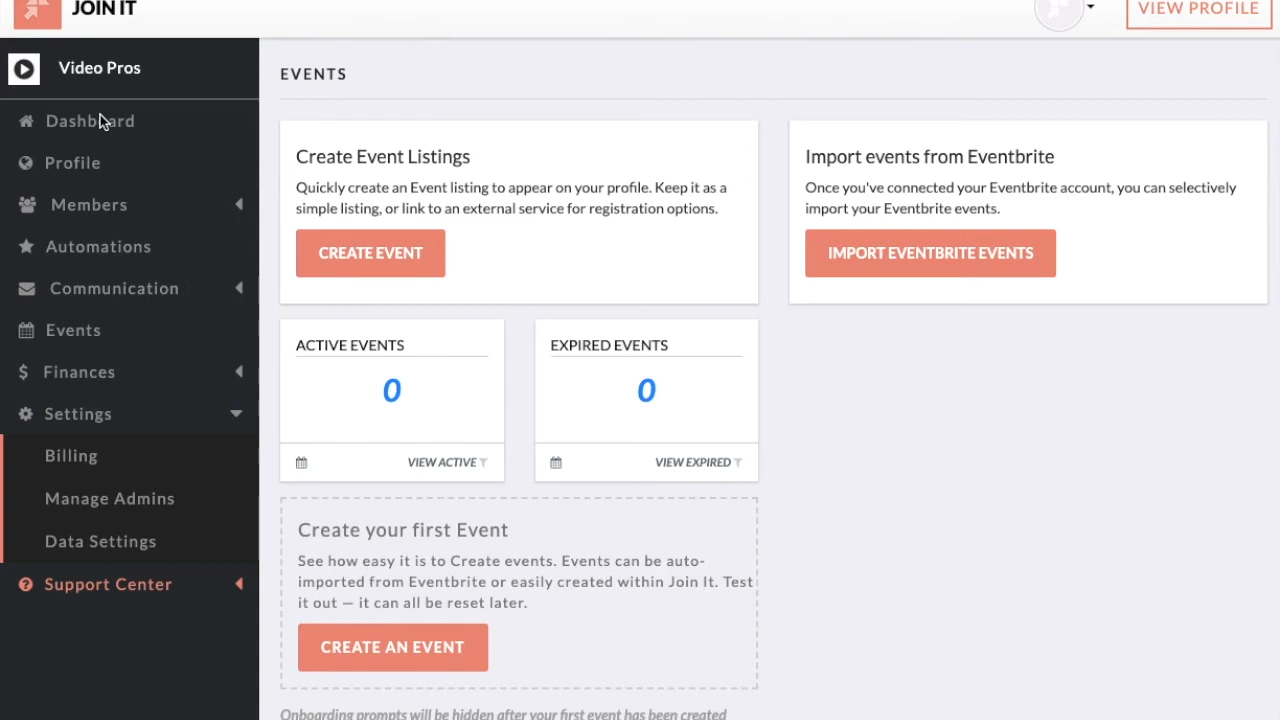 JOIN IT
VIEW PROFILE
Video Pros
Dashboard
Profile
Members
Automations
Communication
Events
Finances
Settings
Billing
Manage Admins
Data Settings
Support Center
EVENTS
Create Event Listings
Quickly create an Event listing to appear on your profile. Keep it as a
simple listing, or link to an external service for registration options.
CREATE EVENT
Import events from Eventbrite
Once you've connected your Eventbrite account, you can selectively
import your Eventbrite events.
IMPORT EVENTBRITE EVENTS
ACTIVE EVENTS
0
VIEW ACTIVE
EXPIRED EVENTS
0
VIEW EXPIRED
Create your first Event
See how easy it is to Create events. Events can be auto-
imported from Eventbrite or easily created within Join It. Test
it out — it can all be reset later.
CREATE AN EVENT
Onboarding prompts will be hidden after your first event has been created